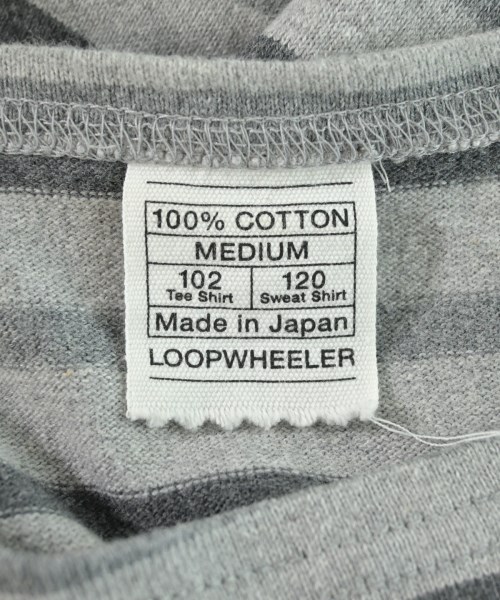 100% COTTON
MEDIUM
102 120
Tee Shirt Sweat Shirt
Made in Japan
LOOPWHEELER